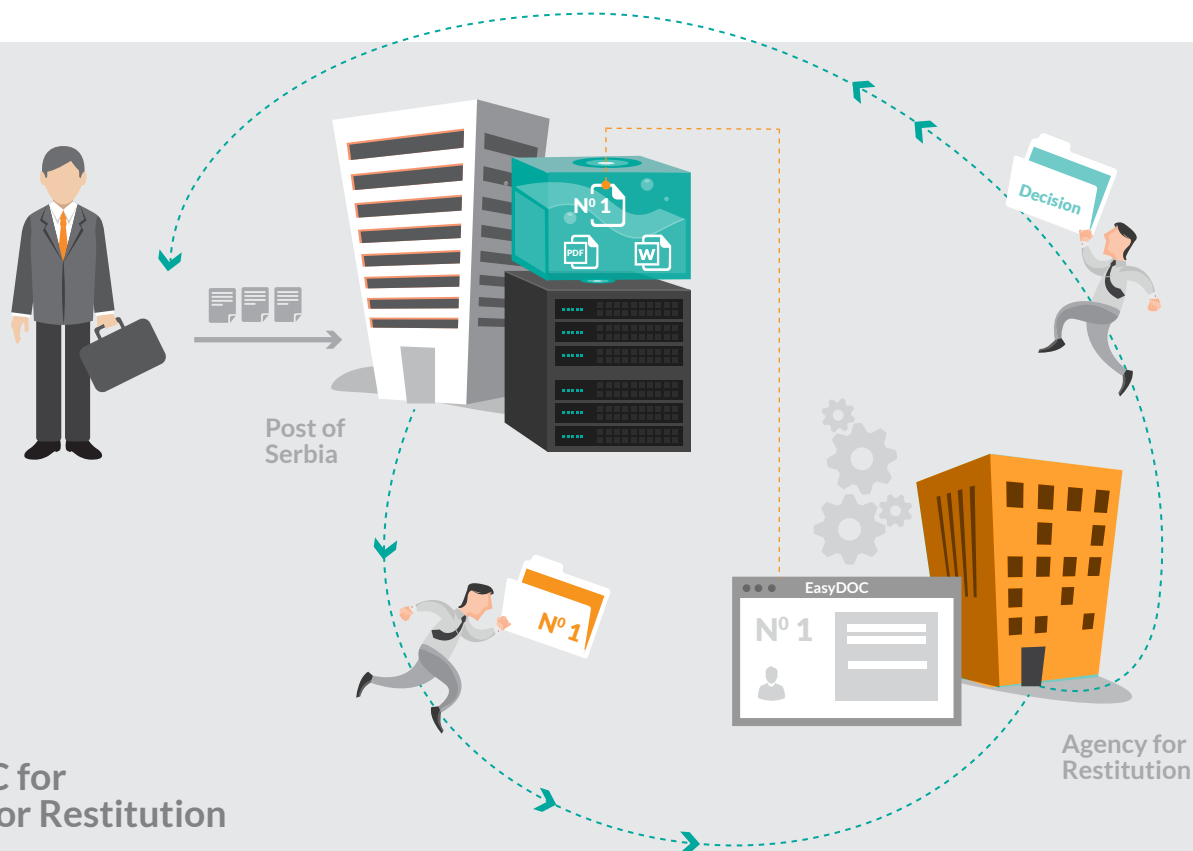 Decision
Nº 1
PDF
W
Post of
Serbia
EasyDOC
Nº 1
Nº 1
Agency for
Restitution
C for
or Restitution